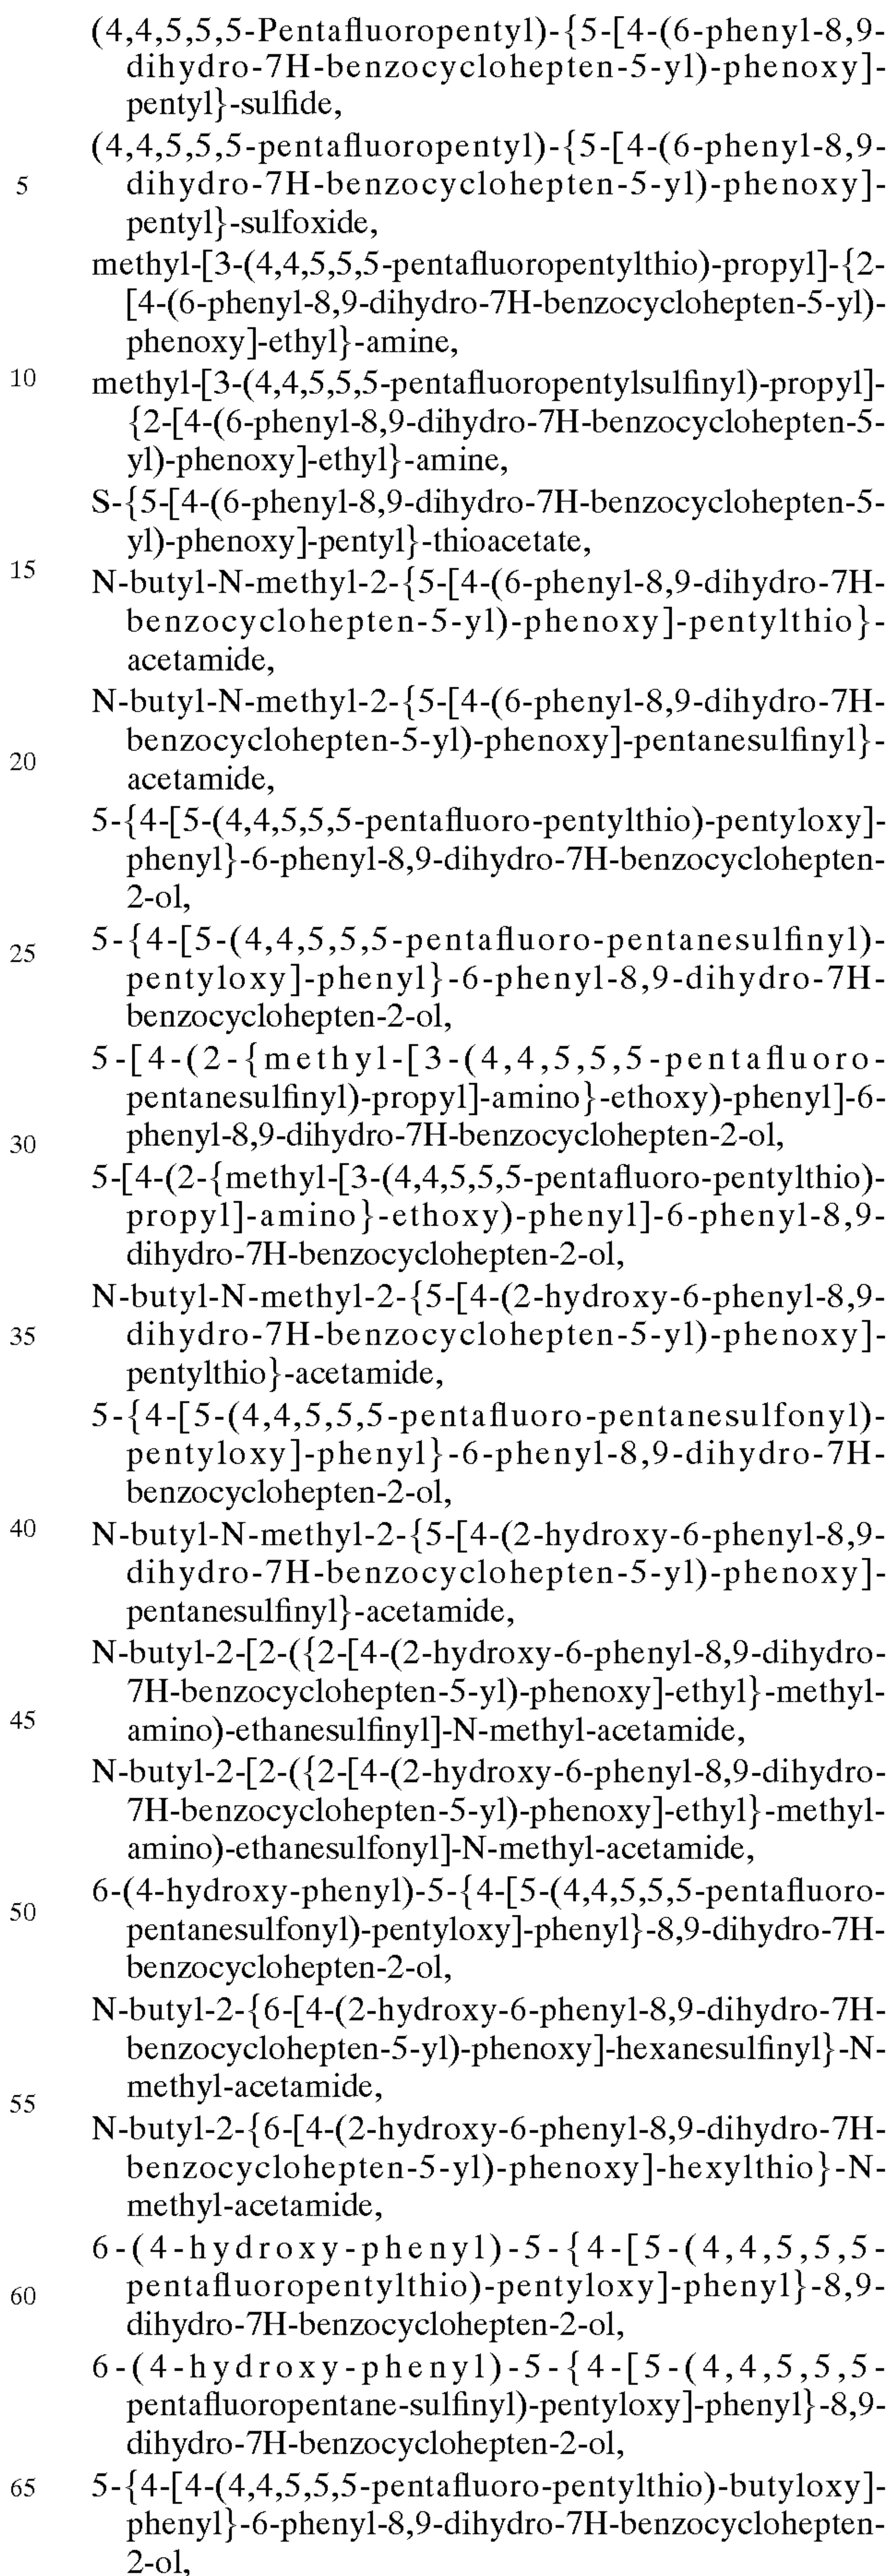 (4,4,5,5,5-Pentafluoropentyl)-{5-[4-(6-phenyl-8,9-
dihydro-7H-benzocyclohepten-5-yl)-phenoxy]-
pentyl}-sulfide,
(4,4,5,5,5-pentafluoropentyl)-{5-[4-(6-phenyl-8,9-
5 dihydro-7H-benzocyclohepten-5-yl)-phenoxy]-
pentyl}-sulfoxide,
methyl-[3-(4,4,5,5,5-pentafluoropentylthio)-propyl]-{2-
[4-(6-phenyl-8,9-dihydro-7H-benzocyclohepten-5-yl)-
phenoxy]-ethyl}-amine,
10 methyl-[3-(4,4,5,5,5-pentafluoropentylsulfinyl)-propyl]-
{2-[4-(6-phenyl-8,9-dihydro-7H-benzocyclohepten-5-
yl)-phenoxy]-ethyl}-amine,
S-{5-[4-(6-phenyl-8,9-dihydro-7H-benzocyclohepten-5-
yl)-phenoxy]-pentyl}-thioacetate,
15 N-butyl-N-methyl-2-{5-[4-(6-phenyl-8,9-dihydro-7H-
benzocyclohepten-5-yl)-phenoxy]-pentylthio}-
acetamide,
N-butyl-N-methyl-2-{5-[4-(6-phenyl-8,9-dihydro-7H-
20 benzocyclohepten-5-yl)-phenoxy]-pentanesulfinyl}-
acetamide,
5-{4-[5-(4,4,5,5,5-pentafluoro-pentylthio)-pentyloxy]-
phenyl}-6-phenyl-8,9-dihydro-7H-benzocyclohepten-
2-ol,
25 5-{4-[5-(4,4,5,5,5-pentafluoro-pentanesulfinyl)-
pentyloxy]-phenyl}-6-phenyl-8,9-dihydro-7H-
benzocyclohepten-2-ol,
5-[4-(2-{methyl-[3-(4,4,5,5,5-pentafluoro-
pentanesulfinyl)-propyl]-amino}-ethoxy)-phenyl]-6-
30 phenyl-8,9-dihydro-7H-benzocyclohepten-2-ol,
5-[4-(2-{methyl-[3-(4,4,5,5,5-pentafluoro-pentylthio)-
propyl]-amino}-ethoxy)-phenyl]-6-phenyl-8,9-
dihydro-7H-benzocyclohepten-2-ol,
N-butyl-N-methyl-2-{5-[4-(2-hydroxy-6-phenyl-8,9-
35 dihydro-7H-benzocyclohepten-5-yl)-phenoxy]-
pentylthio}-acetamide,
5-{4-[5-(4,4,5,5,5-pentafluoro-pentanesulfonyl)-
pentyloxy]-phenyl}-6-phenyl-8,9-dihydro-7H-
benzocyclohepten-2-ol,
40 N-butyl-N-methyl-2-{5-[4-(2-hydroxy-6-phenyl-8,9-
dihydro-7H-benzocyclohepten-5-yl)-phenoxy]-
pentanesulfinyl}-acetamide,
N-butyl-2-[2-({2-[4-(2-hydroxy-6-phenyl-8,9-dihydro-
7H-benzocyclohepten-5-yl)-phenoxy]-ethyl}-methyl-
45 amino)-ethanesulfinyl]-N-methyl-acetamide,
N-butyl-2-[2-({2-[4-(2-hydroxy-6-phenyl-8,9-dihydro-
7H-benzocyclohepten-5-yl)-phenoxy]-ethyl}-methyl-
amino)-ethanesulfonyl]-N-methyl-acetamide,
50 6-(4-hydroxy-phenyl)-5-{4-[5-(4,4,5,5,5-pentafluoro-
pentanesulfonyl)-pentyloxy]-phenyl}-8,9-dihydro-7H-
benzocyclohepten-2-ol,
N-butyl-2-{6-[4-(2-hydroxy-6-phenyl-8,9-dihydro-7H-
benzocyclohepten-5-yl)-phenoxy]-hexanesulfinyl}-N-
55 methyl-acetamide,
N-butyl-2-{6-[4-(2-hydroxy-6-phenyl-8,9-dihydro-7H-
benzocyclohepten-5-yl)-phenoxy]-hexylthio}-N-
methyl-acetamide,
6-(4-hydroxy-phenyl)-5-{4-[5-(4,4,5,5,5-
60 pentafluoropentylthio)-pentyloxy]-phenyl}-8,9-
dihydro-7H-benzocyclohepten-2-ol,
6-(4-hydroxy-phenyl)-5-{4-[5-(4,4,5,5,5-
pentafluoropentane-sulfinyl)-pentyloxy]-phenyl}-8,9-
dihydro-7H-benzocyclohepten-2-ol,
65 5-{4-[4-(4,4,5,5,5-pentafluoro-pentylthio)-butyloxy]-
phenyl}-6-phenyl-8,9-dihydro-7H-benzocyclohepten-
2-ol,